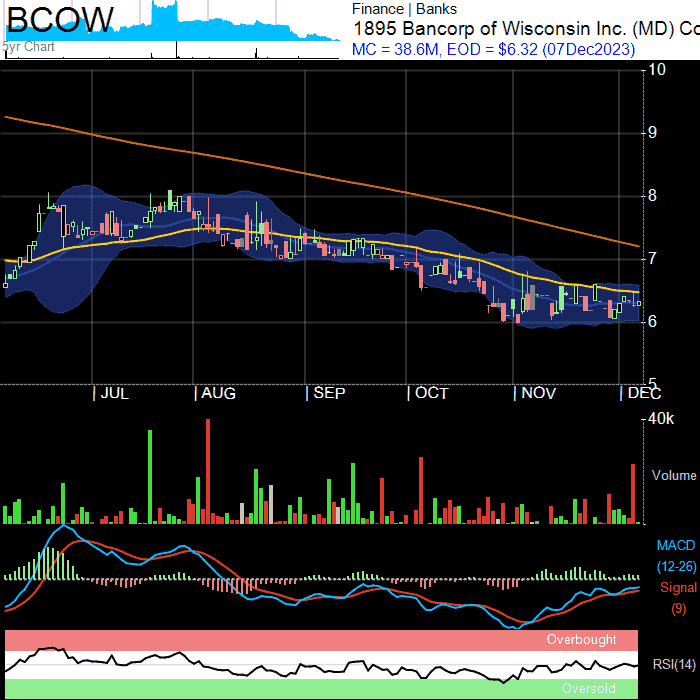 BCOW
5yr Chart
Finance | Banks
1895 Bancorp of Wisconsin Inc. (MD) Co
MC = 38.6M, EOD = $6.32 (07Dec2023)
10
9
8
7
6
5
| JUL | AUG | SEP | OCT | NOV | DEC
40k
Volume
MACD
(12-26)
Signal
(9)
Overbought
RSI(14)
Oversold